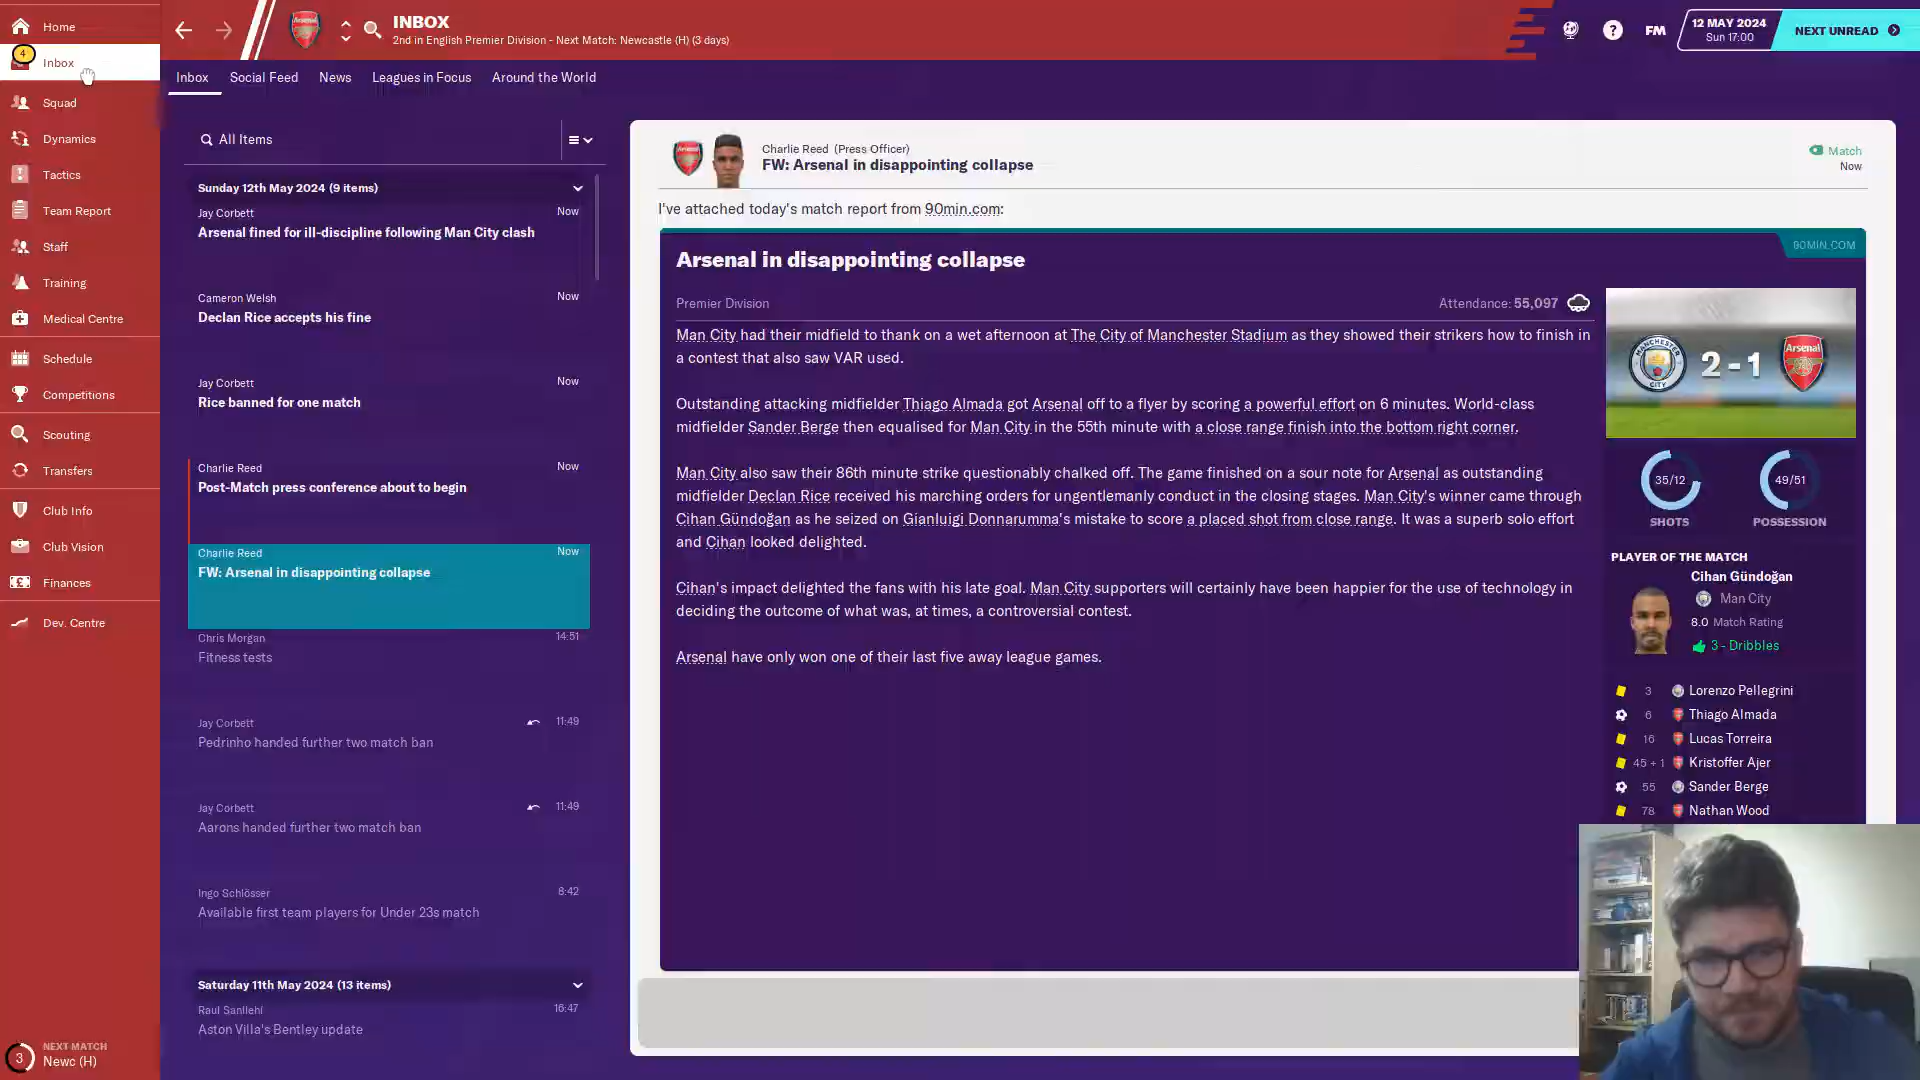 Home
4
Inbox
Squad
Dynamics
Tactics
Team Report
Staff
Training
Medical Centre
Schedule
Competitions
Scouting
Transfers
Club Info
Club Vision
Finances
Dev. Centre
3
NEXT MATCH
Newc (H)
Arsenal
INBOX
2nd in English Premier Division - Next Match: Newcastle (H) (3 days)
?
FM
12 MAY 2024
Sun 17:00
NEXT UNREAD
Inbox Social Feed News Leagues in Focus Around the World
All Items
Sunday 12th May 2024 (9 items)
Jay Corbett Now
Arsenal fined for ill-discipline following Man City clash
Cameron Welsh Now
Declan Rice accepts his fine
Jay Corbett Now
Rice banned for one match
Charlie Reed Now
Post-Match press conference about to begin
Charlie Reed Now
FW: Arsenal in disappointing collapse
Chris Morgan 14:51
Fitness tests
Jay Corbett 11:49
Pedrinho handed further two match ban
Jay Corbett 11:49
Aarons handed further two match ban
Ingo Schlösser 8:42
Available first team players for Under 23s match
Saturday 11th May 2024 (13 items)
Raul Sanllehi 16:47
Aston Villa's Bentley update
Arsenal
Charlie Reed (Press Officer)
FW: Arsenal in disappointing collapse
Match
Now
I've attached today's match report from 90min.com:
90MIN.COM
Arsenal in disappointing collapse
Premier Division Attendance: 55,097
Man City had their midfield to thank on a wet afternoon at The City of Manchester Stadium as they showed their strikers how to finish in
a contest that also saw VAR used.
Outstanding attacking midfielder Thiago Almada got Arsenal off to a flyer by scoring a powerful effort on 6 minutes. World-class
midfielder Sander Berge then equalised for Man City in the 55th minute with a close range finish into the bottom right corner.
Man City also saw their 86th minute strike questionably chalked off. The game finished on a sour note for Arsenal as outstanding
midfielder Declan Rice received his marching orders for ungentlemanly conduct in the closing stages. Man City's winner came through
Cihan Gündoğan as he seized on Gianluigi Donnarumma's mistake to score a placed shot from close range. It was a superb solo effort
and Cihan looked delighted.
Cihan's impact delighted the fans with his late goal. Man City supporters will certainly have been happier for the use of technology in
deciding the outcome of what was, at times, a controversial contest.
Arsenal have only won one of their last five away league games.
2 - 1
Arsenal
35/12
SHOTS
49/51
POSSESSION
PLAYER OF THE MATCH
Cihan Gündoğan
Man City
8.0 Match Rating
3 - Dribbles
3 Lorenzo Pellegrini
6 Thiago Almada
16 Lucas Torreira
45 + 1 Kristoffer Ajer
55 Sander Berge
78 Nathan Wood